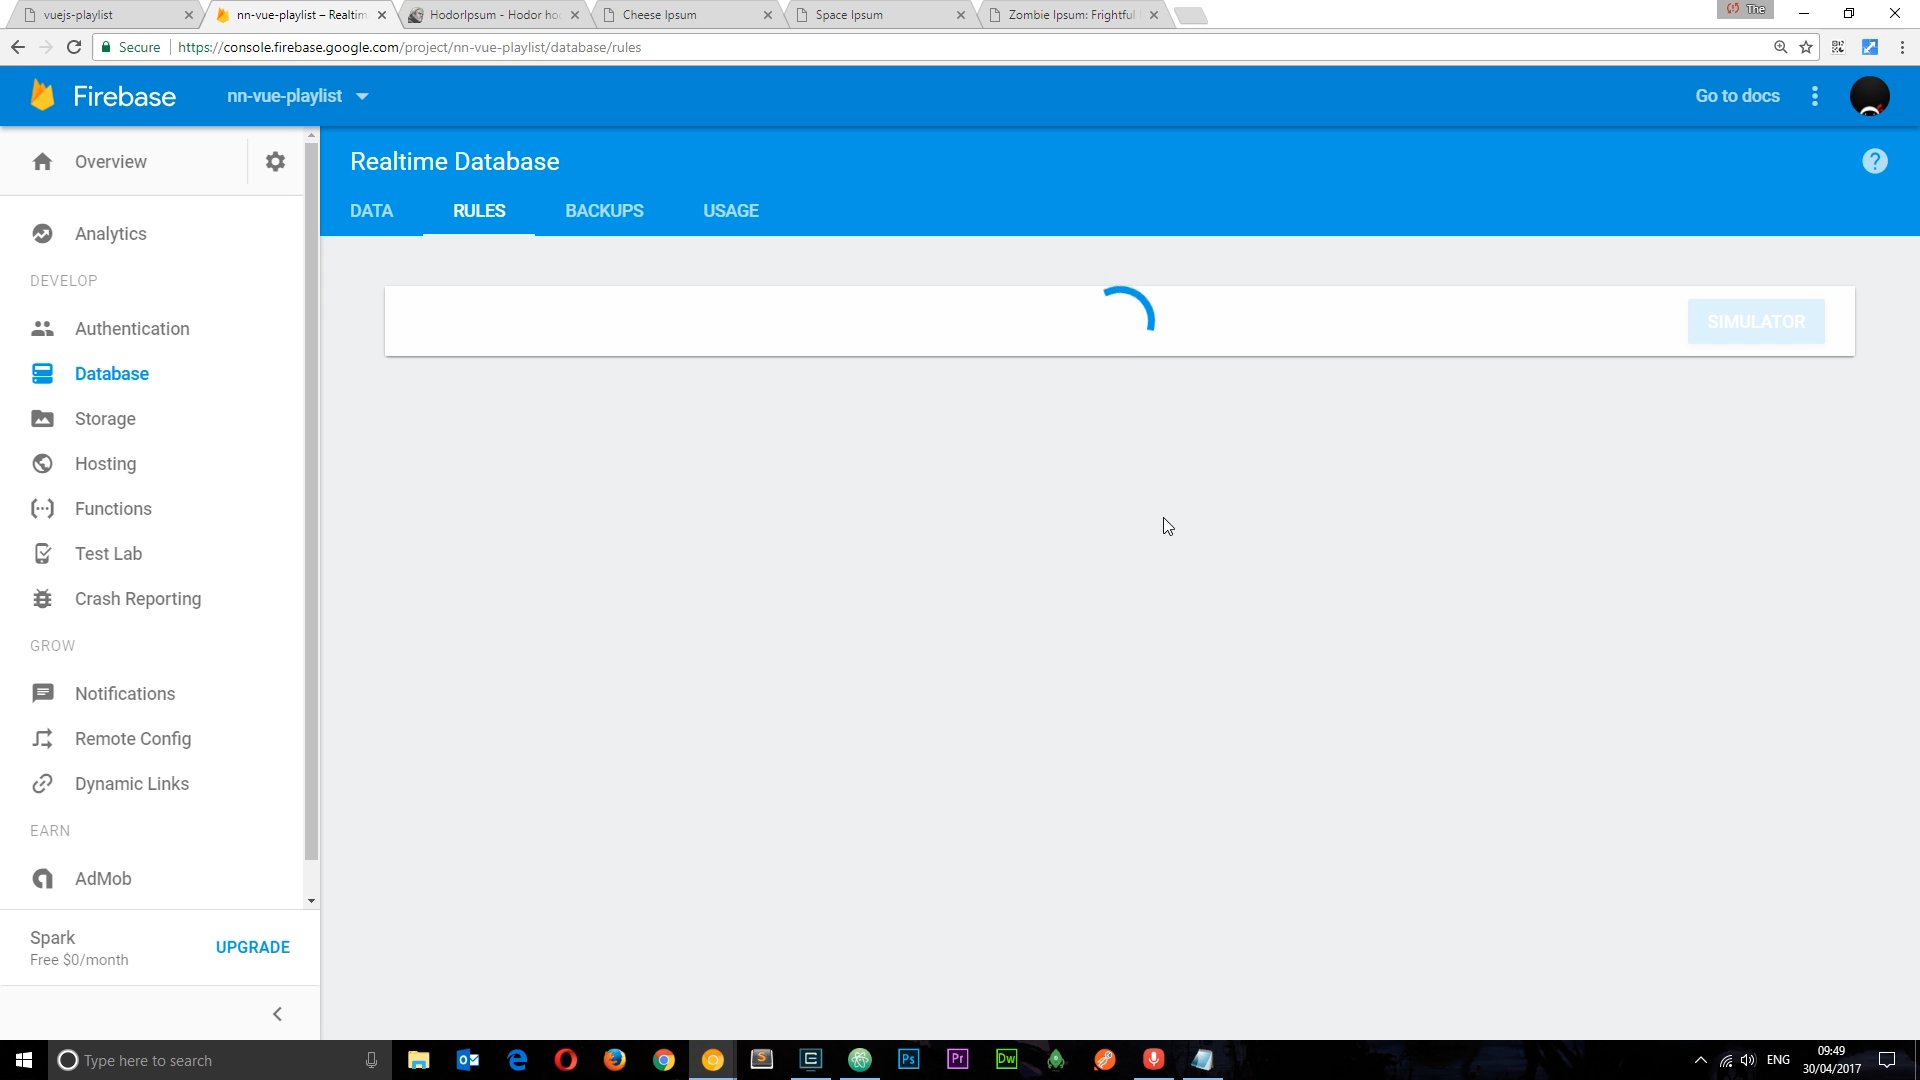 vuejs-playlist
nn-vue-playlist – Realtim
HodorIpsum - Hodor ho
Cheese Ipsum
Space Ipsum
Zombie Ipsum: Frightful
The
Secure
https://console.firebase.google.com/project/nn-vue-playlist/database/rules
Firebase
nn-vue-playlist
Go to docs
Overview
Realtime Database
?
DATA
RULES
BACKUPS
USAGE
Analytics
DEVELOP
SIMULATOR
Authentication
Database
Storage
Hosting
Functions
Test Lab
Crash Reporting
GROW
Notifications
Remote Config
Dynamic Links
EARN
AdMob
Spark
Free $0/month
UPGRADE
Type here to search
Ps
Pr
Dw
ENG
09:49
30/04/2017